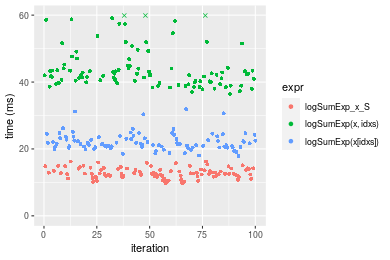 60
40
20
0
time (ms)
0
25
50
75
100
iteration
expr
logSumExp_x_S
logSumExp(x, idxs)
logSumExp(x[idxs])